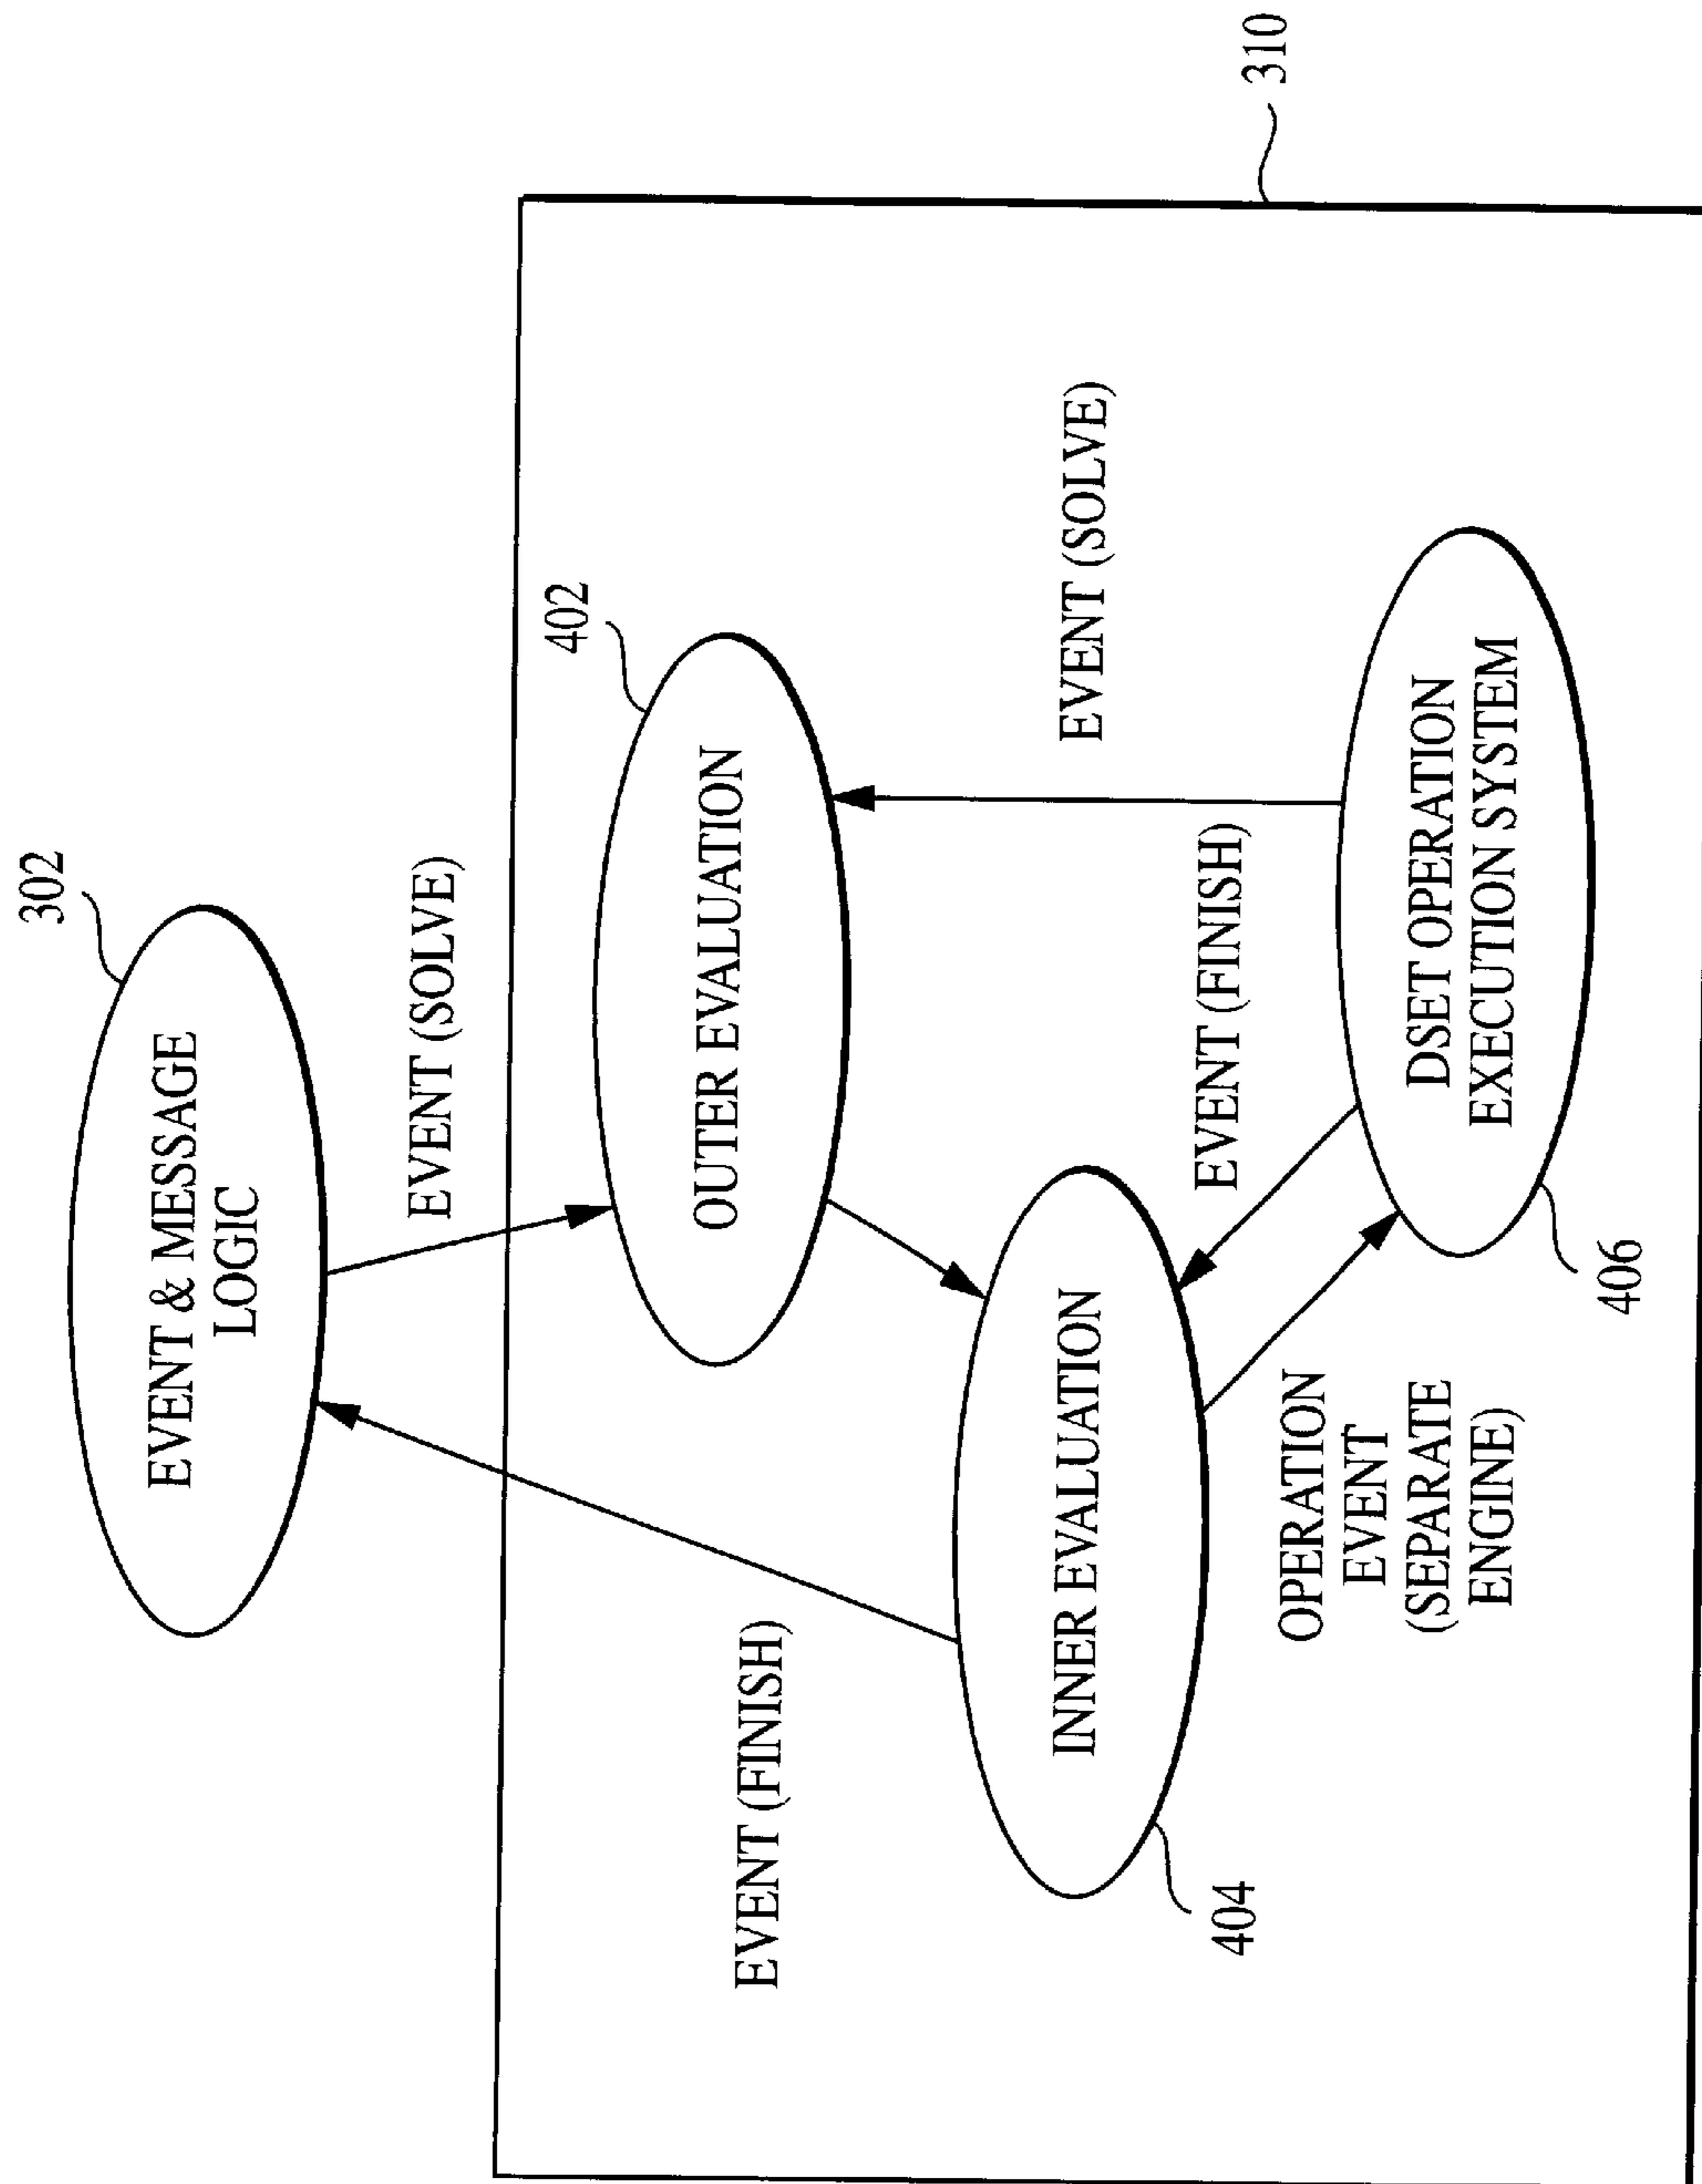 302
EVENT & MESSAGE
LOGIC
EVENT (SOLVE)
402
OUTER EVALUATION
EVENT (FINISH)
404
INNER EVALUATION
EVENT (SOLVE)
EVENT (FINISH)
OPERATION
EVENT
(SEPARATE
ENGINE)
DSET OPERATION
EXECUTION SYSTEM
406
310